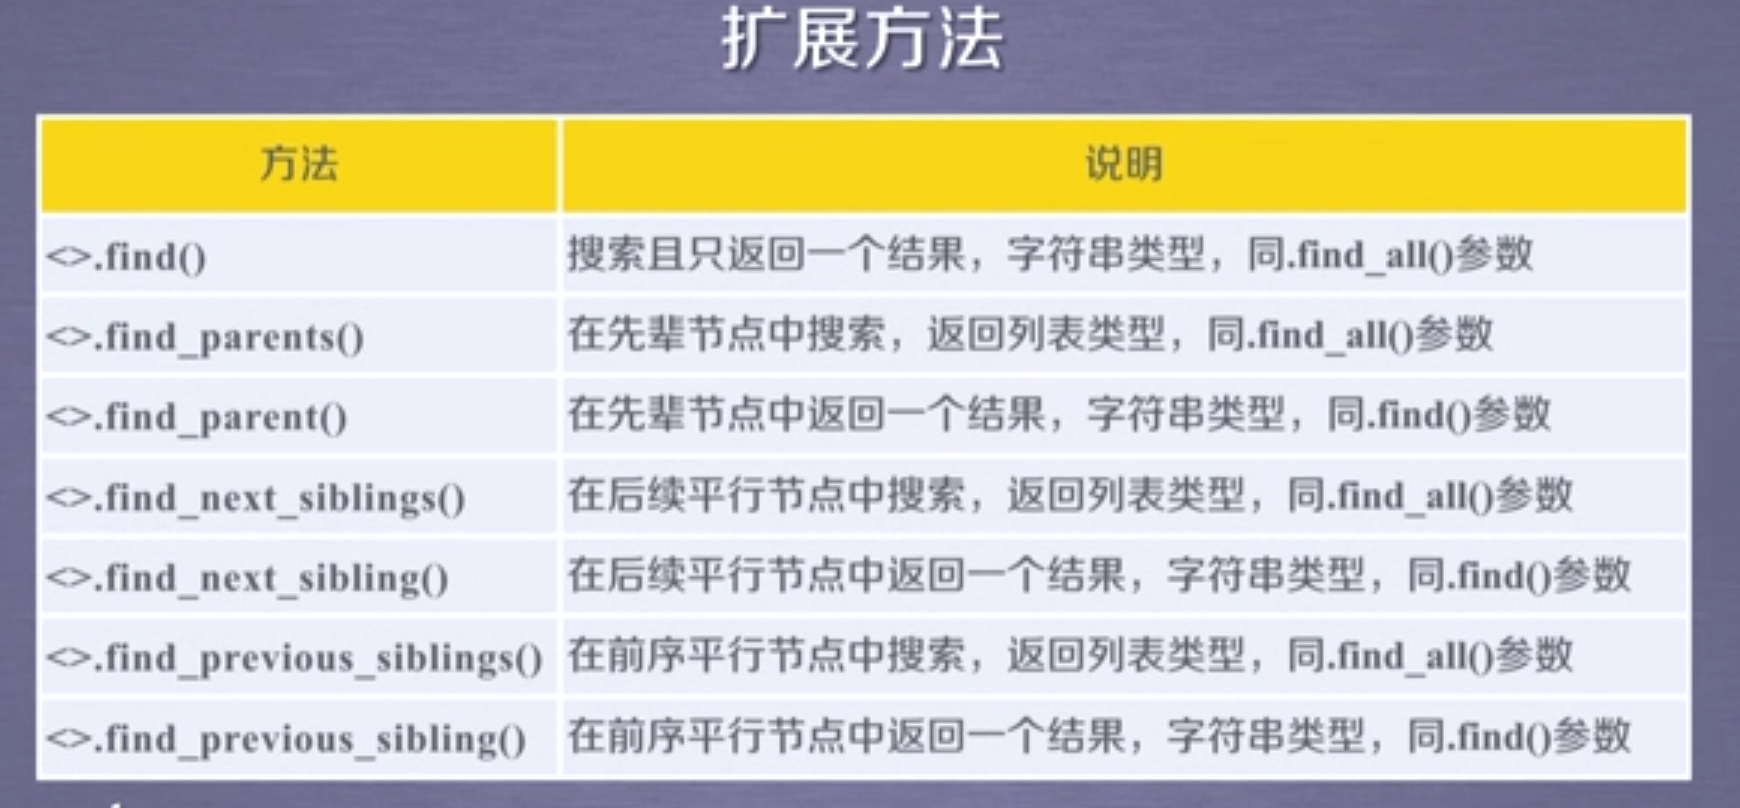 扩展方法
方法 说明
<>.find() 搜索且只返回一个结果，字符串类型，同.find_all()参数
<>.find_parents() 在先辈节点中搜索，返回列表类型，同.find_all()参数
<>.find_parent() 在先辈节点中返回一个结果，字符串类型，同.find()参数
<>.find_next_siblings() 在后续平行节点中搜索，返回列表类型，同.find_all()参数
<>.find_next_sibling() 在后续平行节点中返回一个结果，字符串类型，同.find()参数
<>.find_previous_siblings() 在前序平行节点中搜索，返回列表类型，同.find_all()参数
<>.find_previous_sibling() 在前序平行节点中返回一个结果，字符串类型，同.find()参数